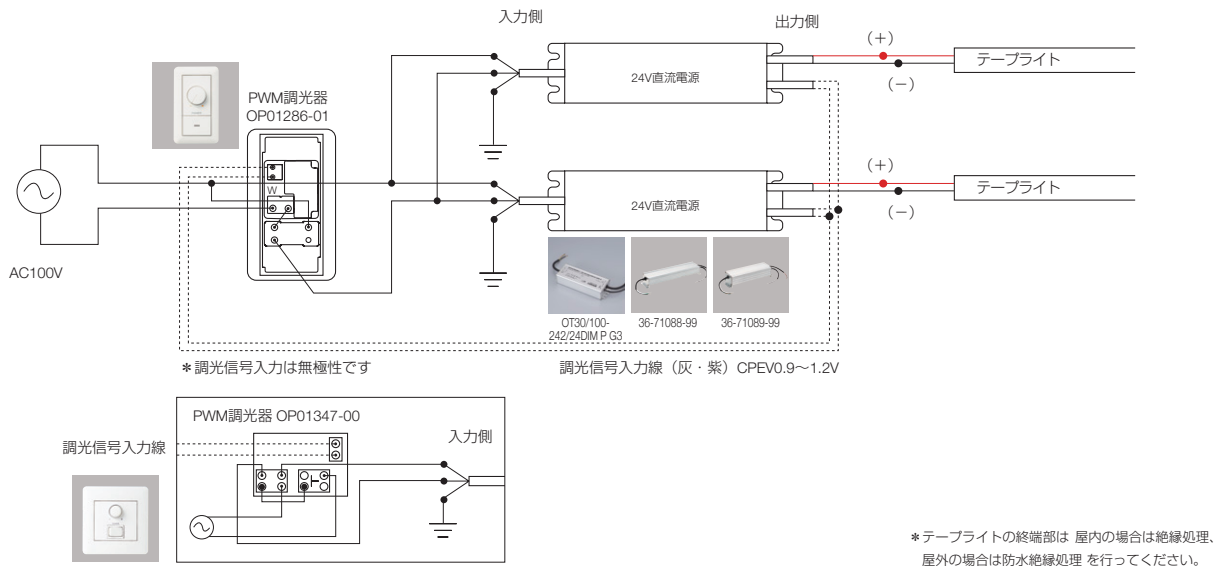 入力側
出力側
PWM調光器
OP01286-01
W
AC100V
24V直流電源
(+)
(−)
テープライト
24V直流電源
(+)
(−)
テープライト
OT30/100-
242/24DIM P G3
36-71088-99
36-71089-99
＊調光信号入力は無極性です
調光信号入力線（灰・紫）CPEV0.9～1.2V
PWM調光器 OP01347-00
調光信号入力線
入力側
＊テープライトの終端部は 屋内の場合は絶縁処理、
屋外の場合は防水絶縁処理 を行ってください。